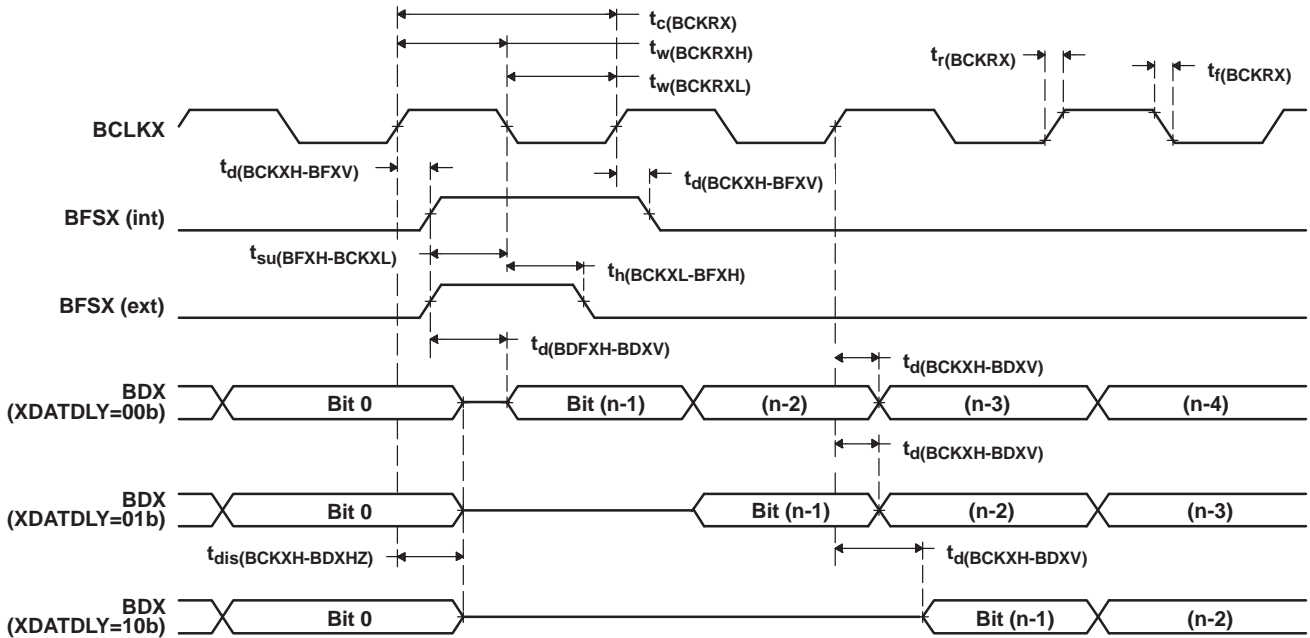 tc(BCKRX)
tw(BCKRXH)
tr(BCKRX)
tf(BCKRX)
tw(BCKRXL)
BCLKX
td(BCKXH-BFXV)
td(BCKXH-BFXV)
BFSX (int)
tsu(BFXH-BCKXL)
th(BCKXL-BFXH)
BFSX (ext)
td(BDFXH-BDXV)
td(BCKXH-BDXV)
BDX
(XDATDLY=00b)
Bit 0
Bit (n-1)
(n-2)
(n-3)
(n-4)
td(BCKXH-BDXV)
BDX
(XDATDLY=01b)
Bit 0
Bit (n-1)
(n-2)
(n-3)
tdis(BCKXH-BDXHZ)
td(BCKXH-BDXV)
BDX
(XDATDLY=10b)
Bit 0
Bit (n-1)
(n-2)